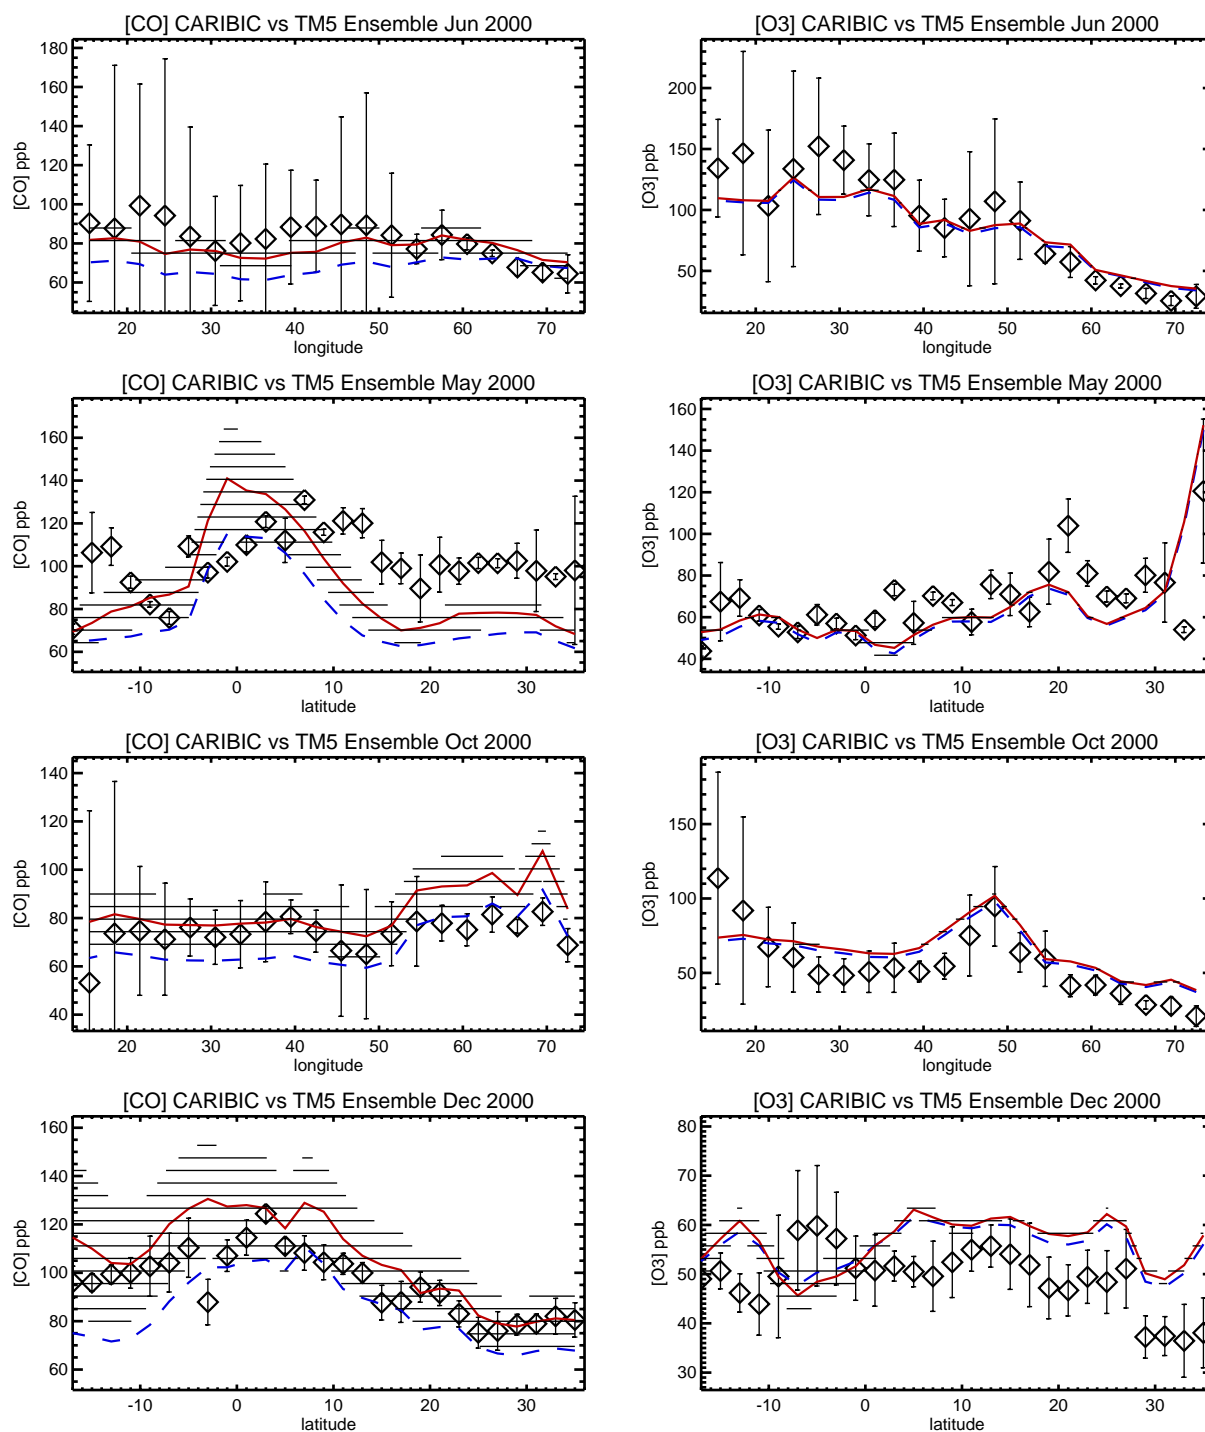 [CO] CARIBIC vs TM5 Ensemble Jun 2000
180
160
140
120
100
80
60
[CO] ppb
20 30 40 50 60 70
longitude
[O3] CARIBIC vs TM5 Ensemble Jun 2000
200
150
100
50
[O3] ppb
20 30 40 50 60 70
longitude
[CO] CARIBIC vs TM5 Ensemble May 2000
160
140
120
100
80
60
[CO] ppb
-10 0 10 20 30
latitude
[O3] CARIBIC vs TM5 Ensemble May 2000
160
140
120
100
80
60
40
[O3] ppb
-10 0 10 20 30
latitude
[CO] CARIBIC vs TM5 Ensemble Oct 2000
140
120
100
80
60
40
[CO] ppb
20 30 40 50 60 70
longitude
[O3] CARIBIC vs TM5 Ensemble Oct 2000
150
100
50
[O3] ppb
20 30 40 50 60 70
longitude
[CO] CARIBIC vs TM5 Ensemble Dec 2000
160
140
120
100
80
60
[CO] ppb
-10 0 10 20 30
latitude
[O3] CARIBIC vs TM5 Ensemble Dec 2000
80
70
60
50
40
30
[O3] ppb
-10 0 10 20 30
latitude